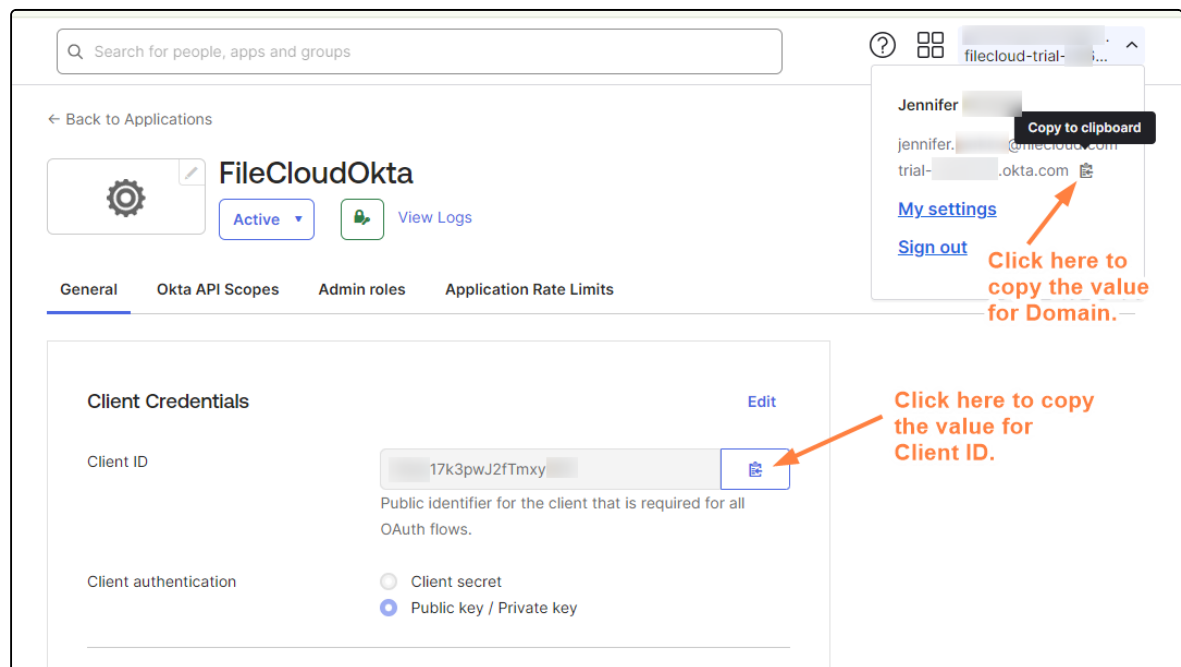 Search for people, apps and groups
filecloud-trial-
← Back to Applications
FileCloudOkta
Active
View Logs
Jennifer
Copy to clipboard
jennifer. @filecloud.com
trial- .okta.com
My settings
Sign out
Click here to
copy the value
for Domain.
General Okta API Scopes Admin roles Application Rate Limits
Client Credentials
Edit
Click here to copy
the value for
Client ID.
Client ID
17k3pwJ2fTmxy
Public identifier for the client that is required for all
OAuth flows.
Client authentication
Client secret
Public key / Private key